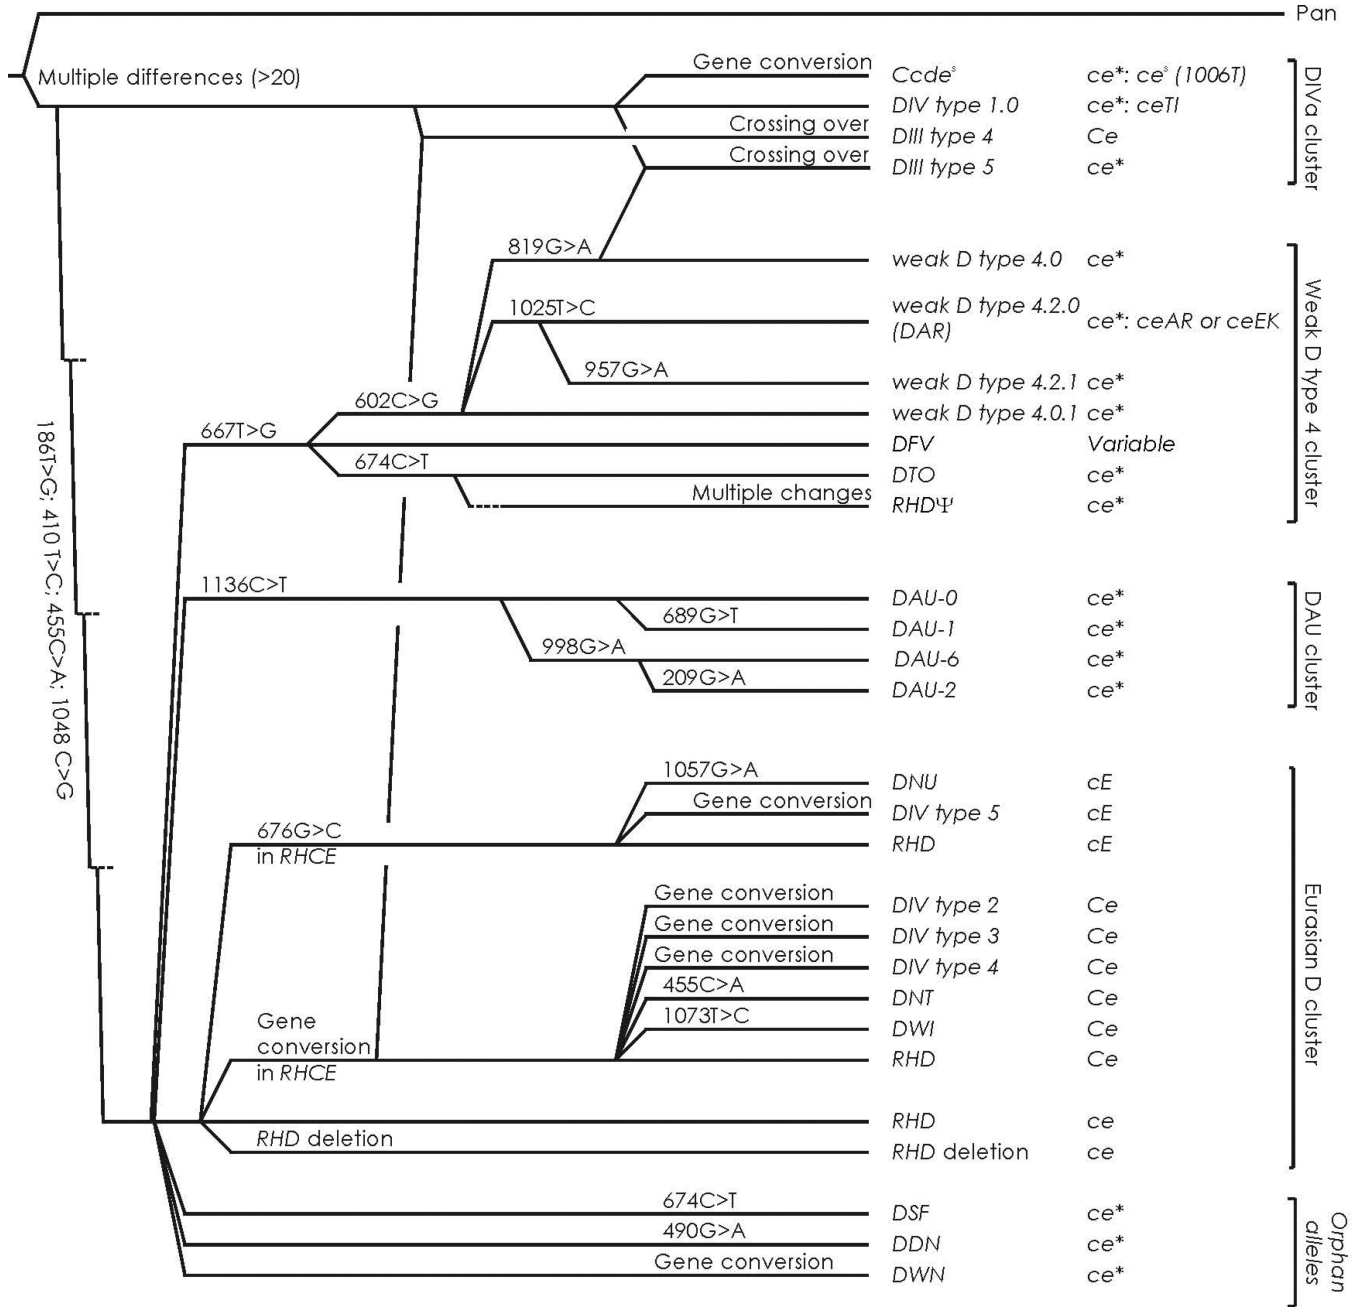 Pan
Multiple differences (>20)
Gene conversion
Ccdeˢ ce*: ceˢ (1006T)
DIV type 1.0 ce*: ceTI
Crossing over
DIII type 4 Ce
Crossing over
DIII type 5 ce*
DIVa cluster
819G>A
weak D type 4.0 ce*
1025T>C
weak D type 4.2.0
(DAR)
ce*: ceAR or ceEK
957G>A
weak D type 4.2.1 ce*
602C>G
weak D type 4.0.1 ce*
667T>G
DFV Variable
674C>T
DTO ce*
Multiple changes
RHDΨ ce*
Weak D type 4 cluster
186T>G; 410 T>C; 455C>A; 1048 C>G
1136C>T
DAU-0 ce*
689G>T
DAU-1 ce*
998G>A
DAU-6 ce*
209G>A
DAU-2 ce*
DAU cluster
1057G>A
DNU cE
Gene conversion
DIV type 5 cE
676G>C
in RHCE
RHD cE
Gene conversion
DIV type 2 Ce
Gene conversion
DIV type 3 Ce
Gene conversion
DIV type 4 Ce
455C>A
DNT Ce
1073T>C
DWI Ce
Gene
conversion
in RHCE
RHD Ce
RHD ce
RHD deletion
RHD deletion ce
Eurasian D cluster
674C>T
DSF ce*
490G>A
DDN ce*
Gene conversion
DWN ce*
Orphan
alleles